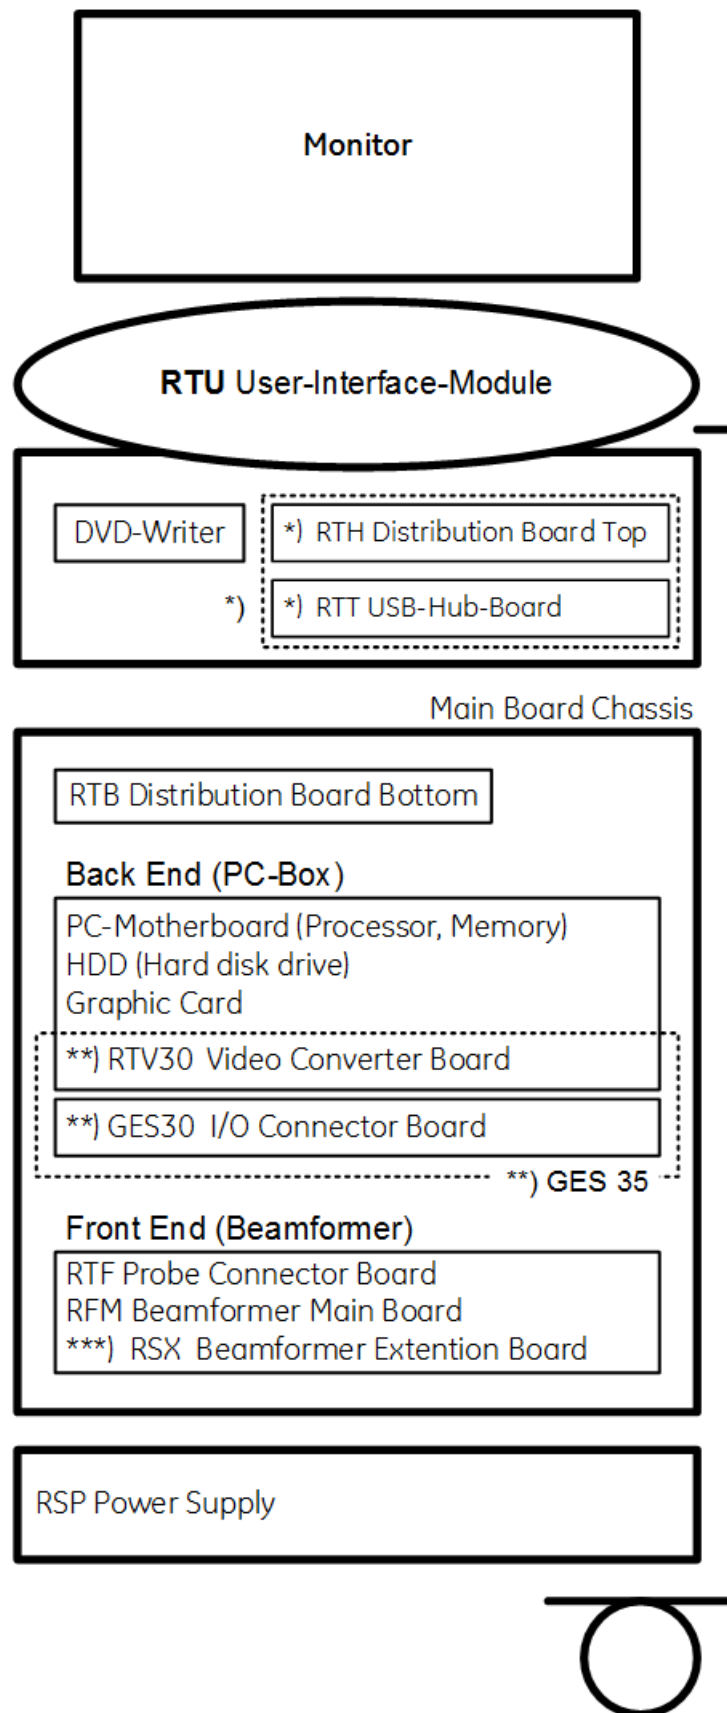 Monitor
RTU User-Interface-Module
DVD-Writer
*) RTH Distribution Board Top
*)
*) RTT USB-Hub-Board
Main Board Chassis
RTB Distribution Board Bottom
Back End (PC-Box)
PC-Motherboard (Processor, Memory)
HDD (Hard disk drive)
Graphic Card
**) RTV30 Video Converter Board
**) GES30 I/O Connector Board
**) GES 35
Front End (Beamformer)
RTF Probe Connector Board
RFM Beamformer Main Board
***) RSX Beamformer Extention Board
RSP Power Supply